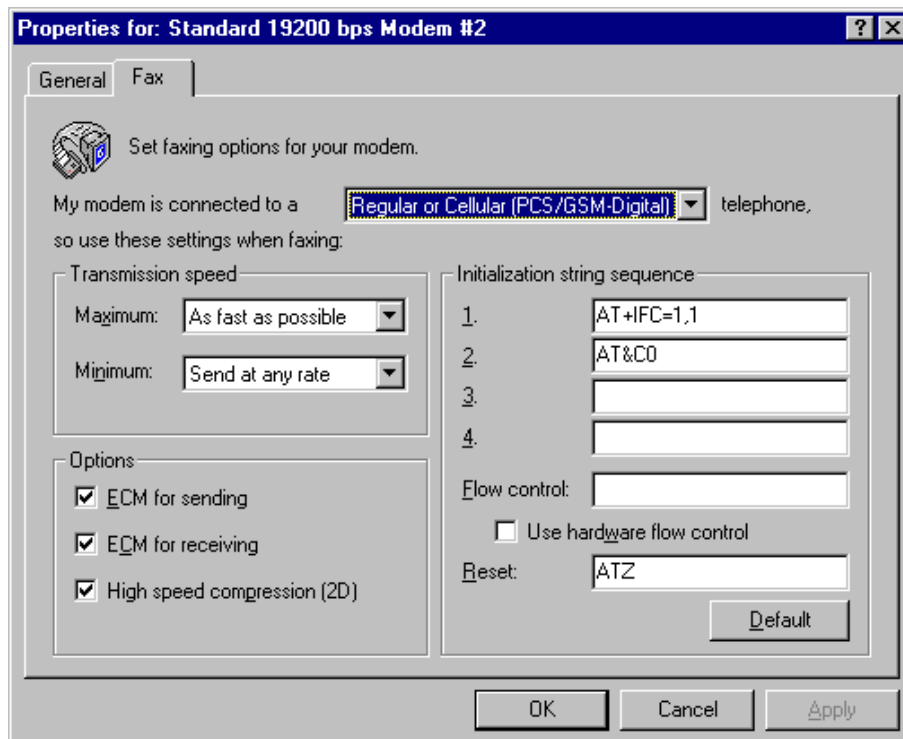 Properties for: Standard 19200 bps Modem #2
General Fax
Set faxing options for your modem.
My modem is connected to a Regular or Cellular (PCS/GSM-Digital) telephone,
so use these settings when faxing:
Transmission speed
Maximum: As fast as possible
Minimum: Send at any rate
Options
ECM for sending
ECM for receiving
High speed compression (2D)
Initialization string sequence
1. AT+IFC=1,1
2. AT&C0
3.
4.
Flow control:
Use hardware flow control
Reset: ATZ
Default
OK Cancel Apply